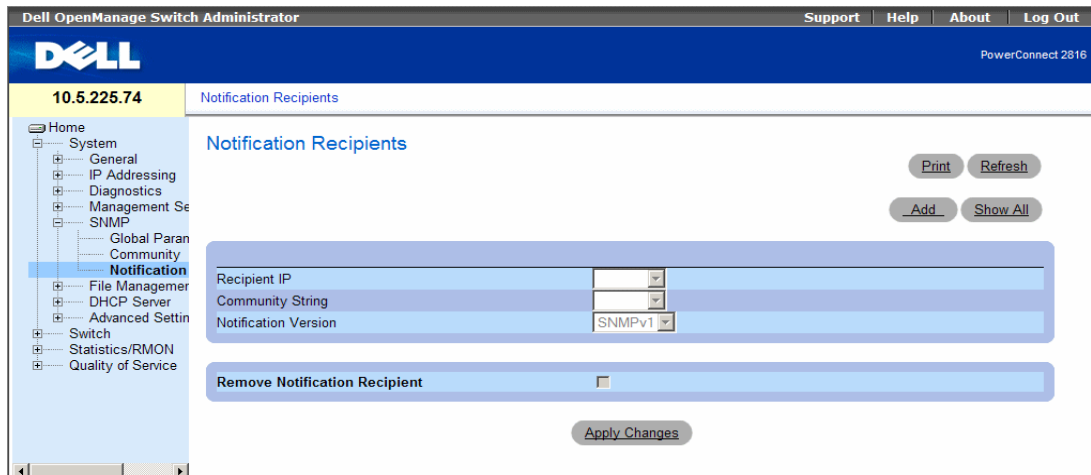 Dell OpenManage Switch Administrator Support Help About Log Out
DELL PowerConnect 2816
10.5.225.74 Notification Recipients
Home
System
General
IP Addressing
Diagnostics
Management Se
SNMP
Global Paran
Community
Notification
File Managemer
DHCP Server
Advanced Settin
Switch
Statistics/RMON
Quality of Service
Notification Recipients
Print Refresh
Add Show All
Recipient IP
Community String
Notification Version SNMPv1
Remove Notification Recipient
Apply Changes